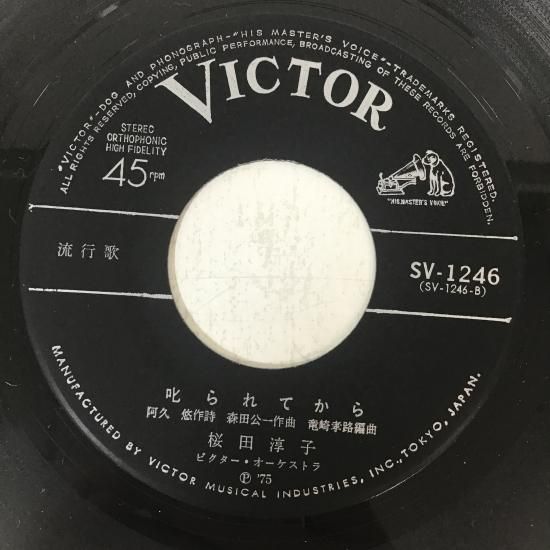 "VICTOR"–DOG AND PHONOGRAPH–"HIS MASTER'S VOICE"–TRADEMARKS REGISTERED.
ALL RIGHTS RESERVED, COPYING, PUBLIC PERFORMANCE, BROADCASTING OF THESE RECORDS ARE FORBIDDEN.
VICTOR
STEREO
ORTHOPHONIC
HIGH FIDELITY
45 rpm
"HIS MASTER'S VOICE"
流行歌
SV-1246
(SV-1246-B)
叱られてから
阿久 悠作詩 森田公一作曲 竜崎孝路編曲
桜田淳子
ビクター・オーケストラ
Ⓟ '75
MANUFACTURED BY VICTOR MUSICAL INDUSTRIES, INC., TOKYO, JAPAN.